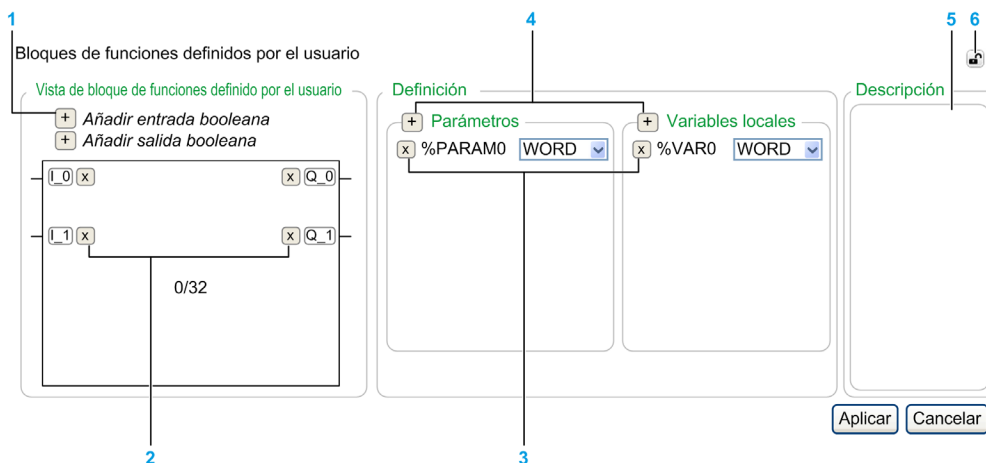 1 4 5 6
Bloques de funciones definidos por el usuario
Vista de bloque de funciones definido por el usuario
+ Añadir entrada booleana
+ Añadir salida booleana
I_0 x x Q_0
I_1 x x Q_1
0/32
Definición
+ Parámetros
x %PARAM0 WORD
+ Variables locales
x %VAR0 WORD
Descripción
Aplicar Cancelar
2 3